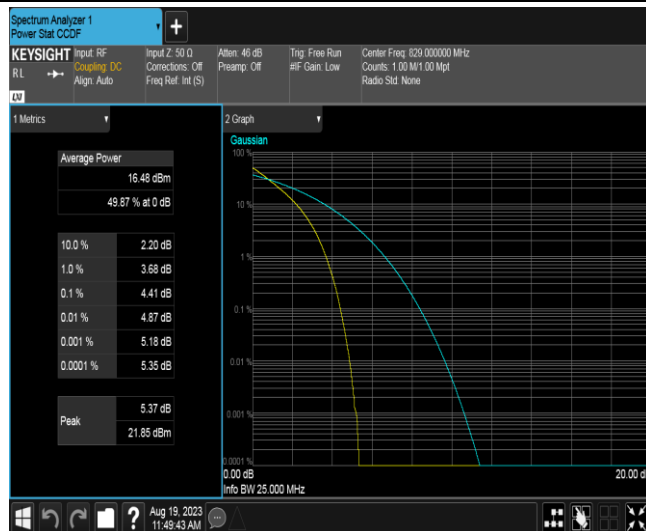 Spectrum Analyzer 1
Power Stat CCDF
+
KEYSIGHT
RL
Input: RF
Coupling: DC
Align: Auto
Input Z: 50 Ω
Corrections: Off
Freq Ref: Int (S)
Atten: 46 dB
Preamp: Off
Trig: Free Run
#IF Gain: Low
Center Freq: 829.000000 MHz
Counts: 1.00 M/1.00 Mpt
Radio Std: None
1 Metrics
Average Power
16.48 dBm
49.87 % at 0 dB
10.0 % 2.20 dB
1.0 % 3.68 dB
0.1 % 4.41 dB
0.01 % 4.87 dB
0.001 % 5.18 dB
0.0001 % 5.35 dB
Peak
5.37 dB
21.85 dBm
2 Graph
Gaussian
100 %
10 %
1 %
0.1 %
0.01 %
0.001 %
0.0001 %
0.00 dB
20.00 d
Info BW 25.000 MHz
?
Aug 19, 2023
11:49:43 AM